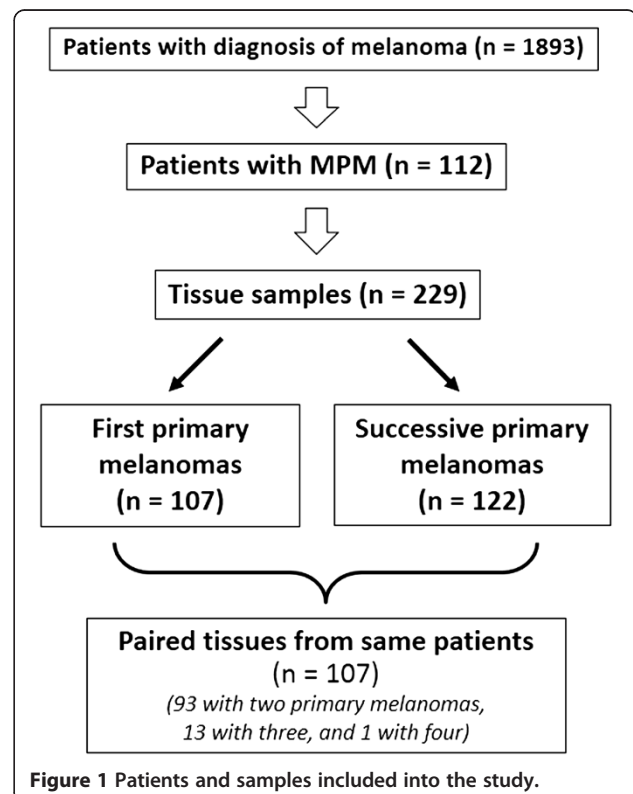 Patients with diagnosis of melanoma (n = 1893)
Patients with MPM (n = 112)
Tissue samples (n = 229)
First primary
melanomas
(n = 107)
Successive primary
melanomas
(n = 122)
Paired tissues from same patients
(n = 107)
(93 with two primary melanomas,
13 with three, and 1 with four)
Figure 1 Patients and samples included into the study.